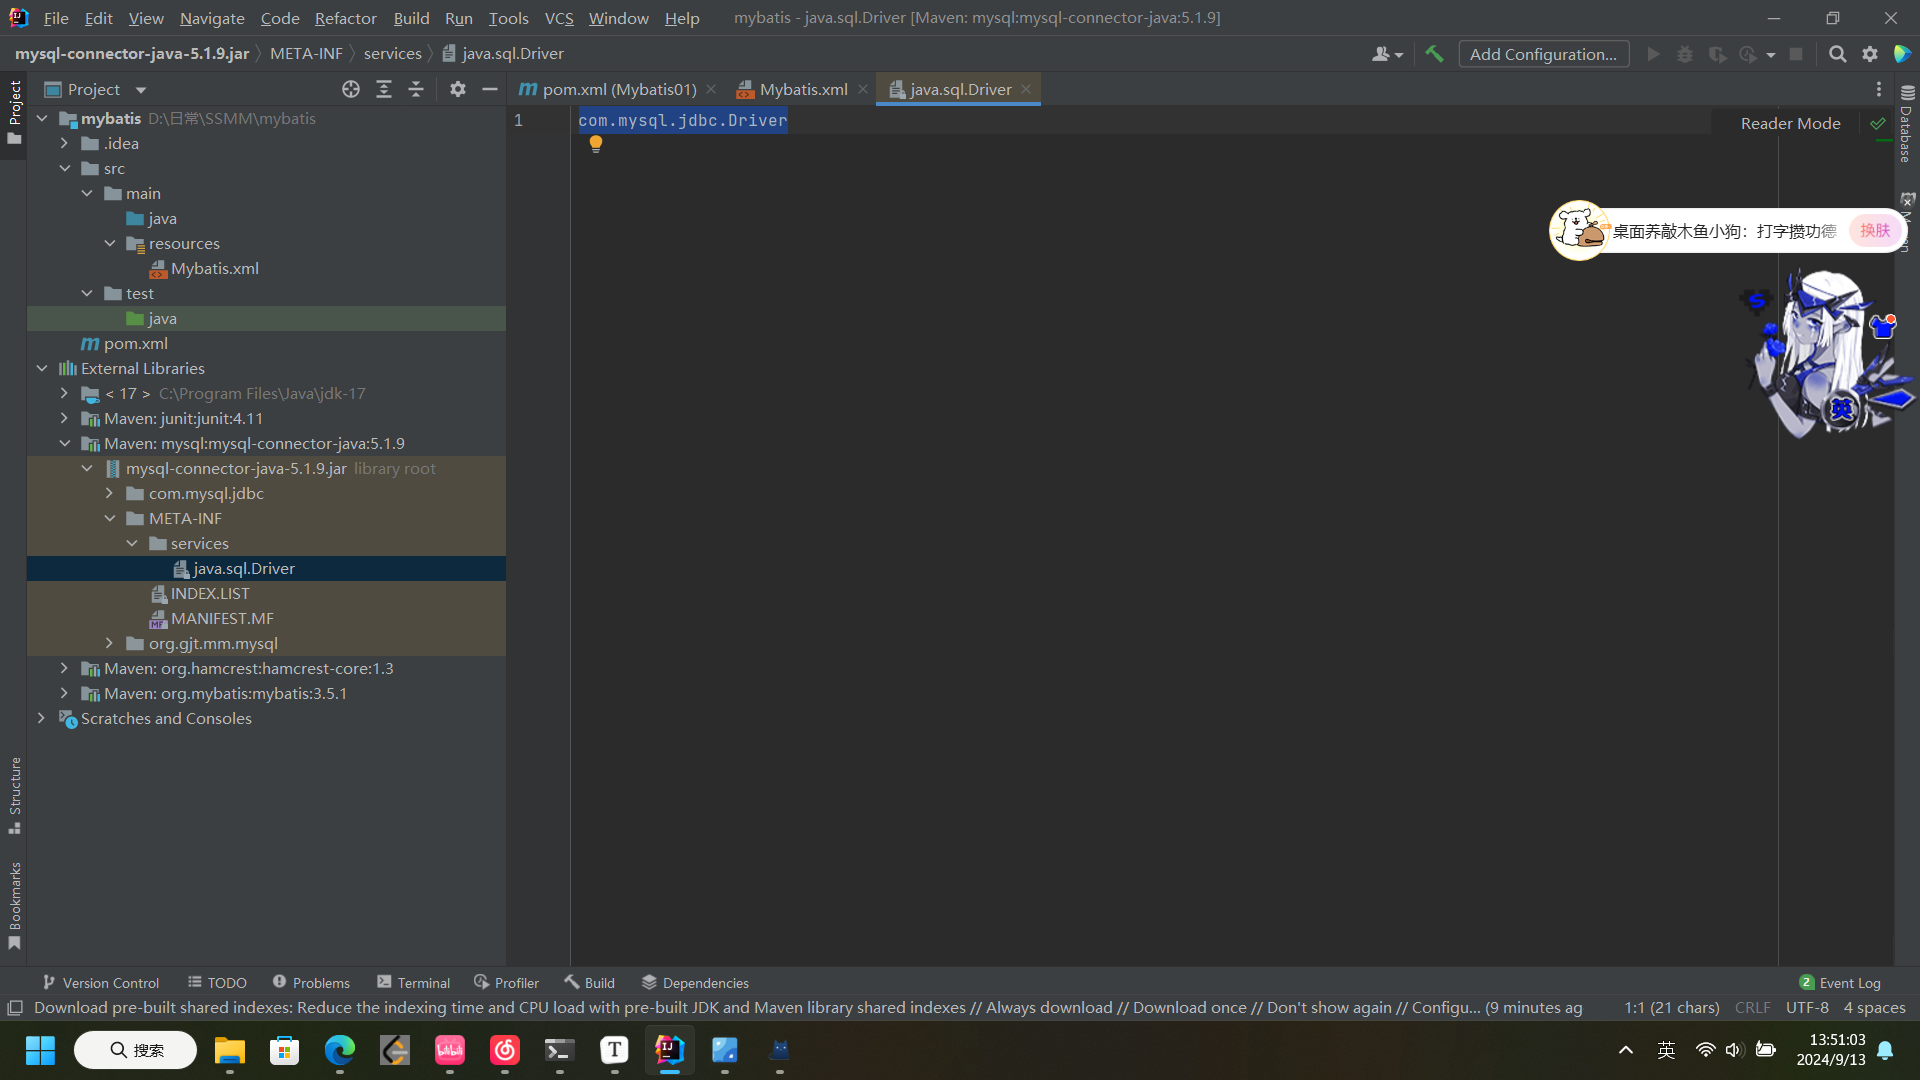 File Edit View Navigate Code Refactor Build Run Tools VCS Window Help mybatis - java.sql.Driver [Maven: mysql:mysql-connector-java:5.1.9]
mysql-connector-java-5.1.9.jar META-INF services java.sql.Driver Add Configuration...
Project
Project
pom.xml (Mybatis01) Mybatis.xml java.sql.Driver
mybatis D:\日常\SSMM\mybatis
.idea
src
main
java
resources
Mybatis.xml
test
java
pom.xml
External Libraries
< 17 > C:\Program Files\Java\jdk-17
Maven: junit:junit:4.11
Maven: mysql:mysql-connector-java:5.1.9
mysql-connector-java-5.1.9.jar library root
com.mysql.jdbc
META-INF
services
java.sql.Driver
INDEX.LIST
MANIFEST.MF
org.gjt.mm.mysql
Maven: org.hamcrest:hamcrest-core:1.3
Maven: org.mybatis:mybatis:3.5.1
Scratches and Consoles
1 com.mysql.jdbc.Driver
Reader Mode
Database
桌面养敲木鱼小狗：打字攒功德 换肤
S
英
Structure
Bookmarks
Version Control TODO Problems Terminal Profiler Build Dependencies 2 Event Log
Download pre-built shared indexes: Reduce the indexing time and CPU load with pre-built JDK and Maven library shared indexes // Always download // Download once // Don't show again // Configu... (9 minutes ag 1:1 (21 chars) CRLF UTF-8 4 spaces
搜索 bilibili T IJ 英 13:51:03
2024/9/13